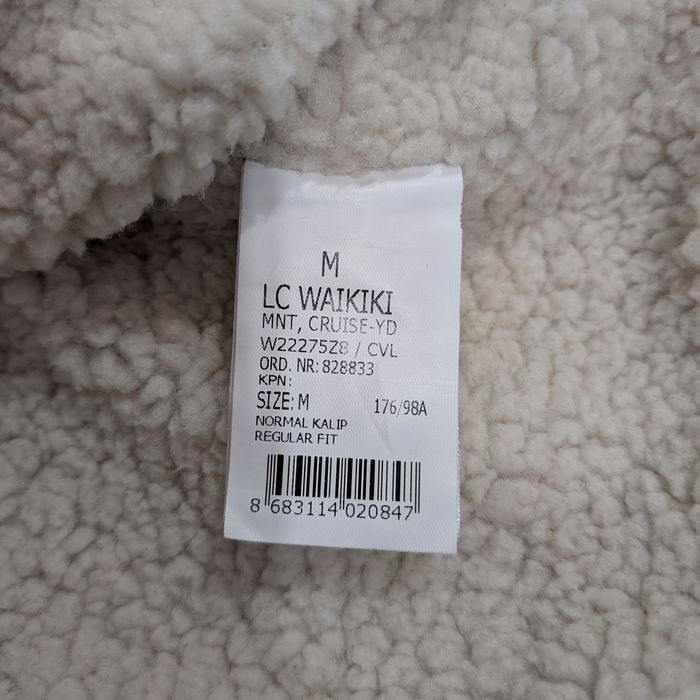 M
LC WAIKIKI
MNT, CRUISE-YD
W22275Z8 / CVL
ORD. NR: 828833
KPN:
SIZE: M 176/98A
NORMAL KALIP
REGULAR FIT
8 683114 020847